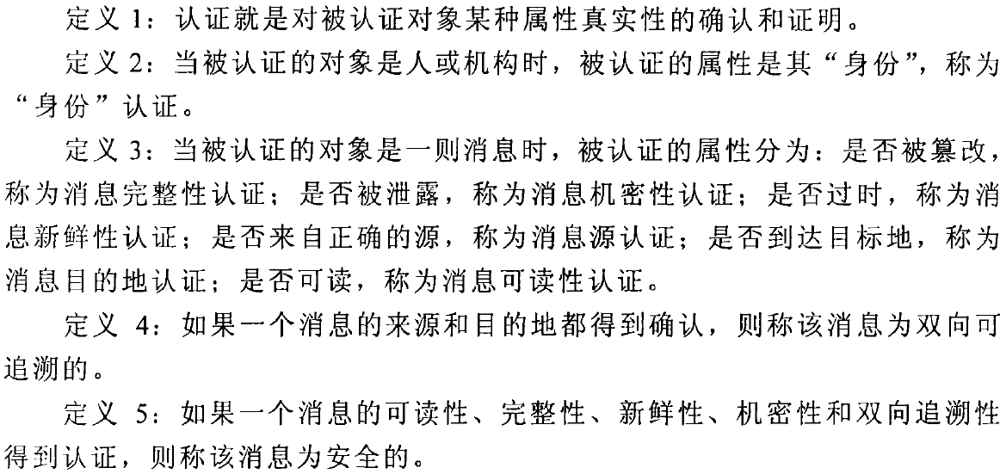 定义 1：认证就是对被认证对象某种属性真实性的确认和证明。
定义 2：当被认证的对象是人或机构时，被认证的属性是其“身份”，称为
“身份”认证。
定义 3：当被认证的对象是一则消息时，被认证的属性分为：是否被篡改，
称为消息完整性认证；是否被泄露，称为消息机密性认证；是否过时，称为消
息新鲜性认证；是否来自正确的源，称为消息源认证；是否到达目标地，称为
消息目的地认证；是否可读，称为消息可读性认证。
定义 4：如果一个消息的来源和目的地都得到确认，则称该消息为双向可
追溯的。
定义 5：如果一个消息的可读性、完整性、新鲜性、机密性和双向追溯性
得到认证，则称该消息为安全的。